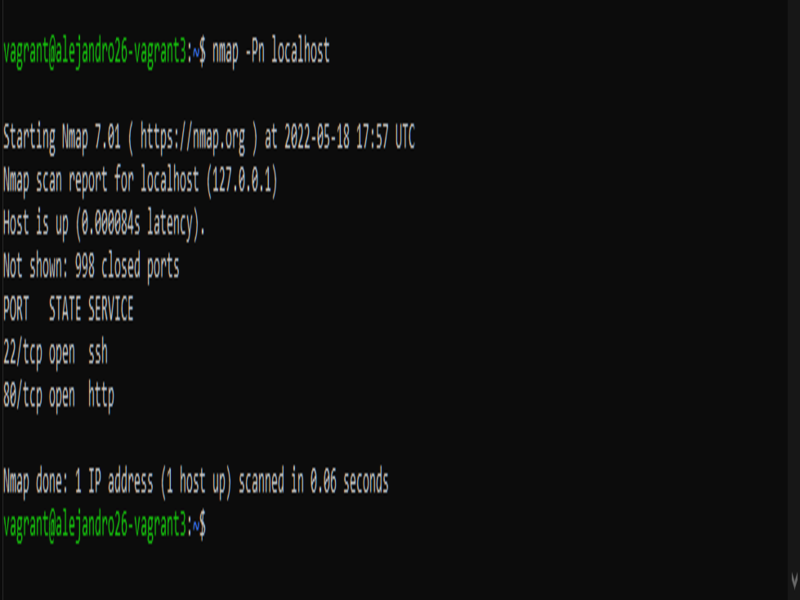 vagrant@alejandro26-vagrant3:~$ nmap -Pn localhost
Starting Nmap 7.01 ( https://nmap.org ) at 2022-05-18 17:57 UTC
Nmap scan report for localhost (127.0.0.1)
Host is up (0.000084s latency).
Not shown: 998 closed ports
PORT   STATE SERVICE
22/tcp open  ssh
80/tcp open  http
Nmap done: 1 IP address (1 host up) scanned in 0.06 seconds
vagrant@alejandro26-vagrant3:~$